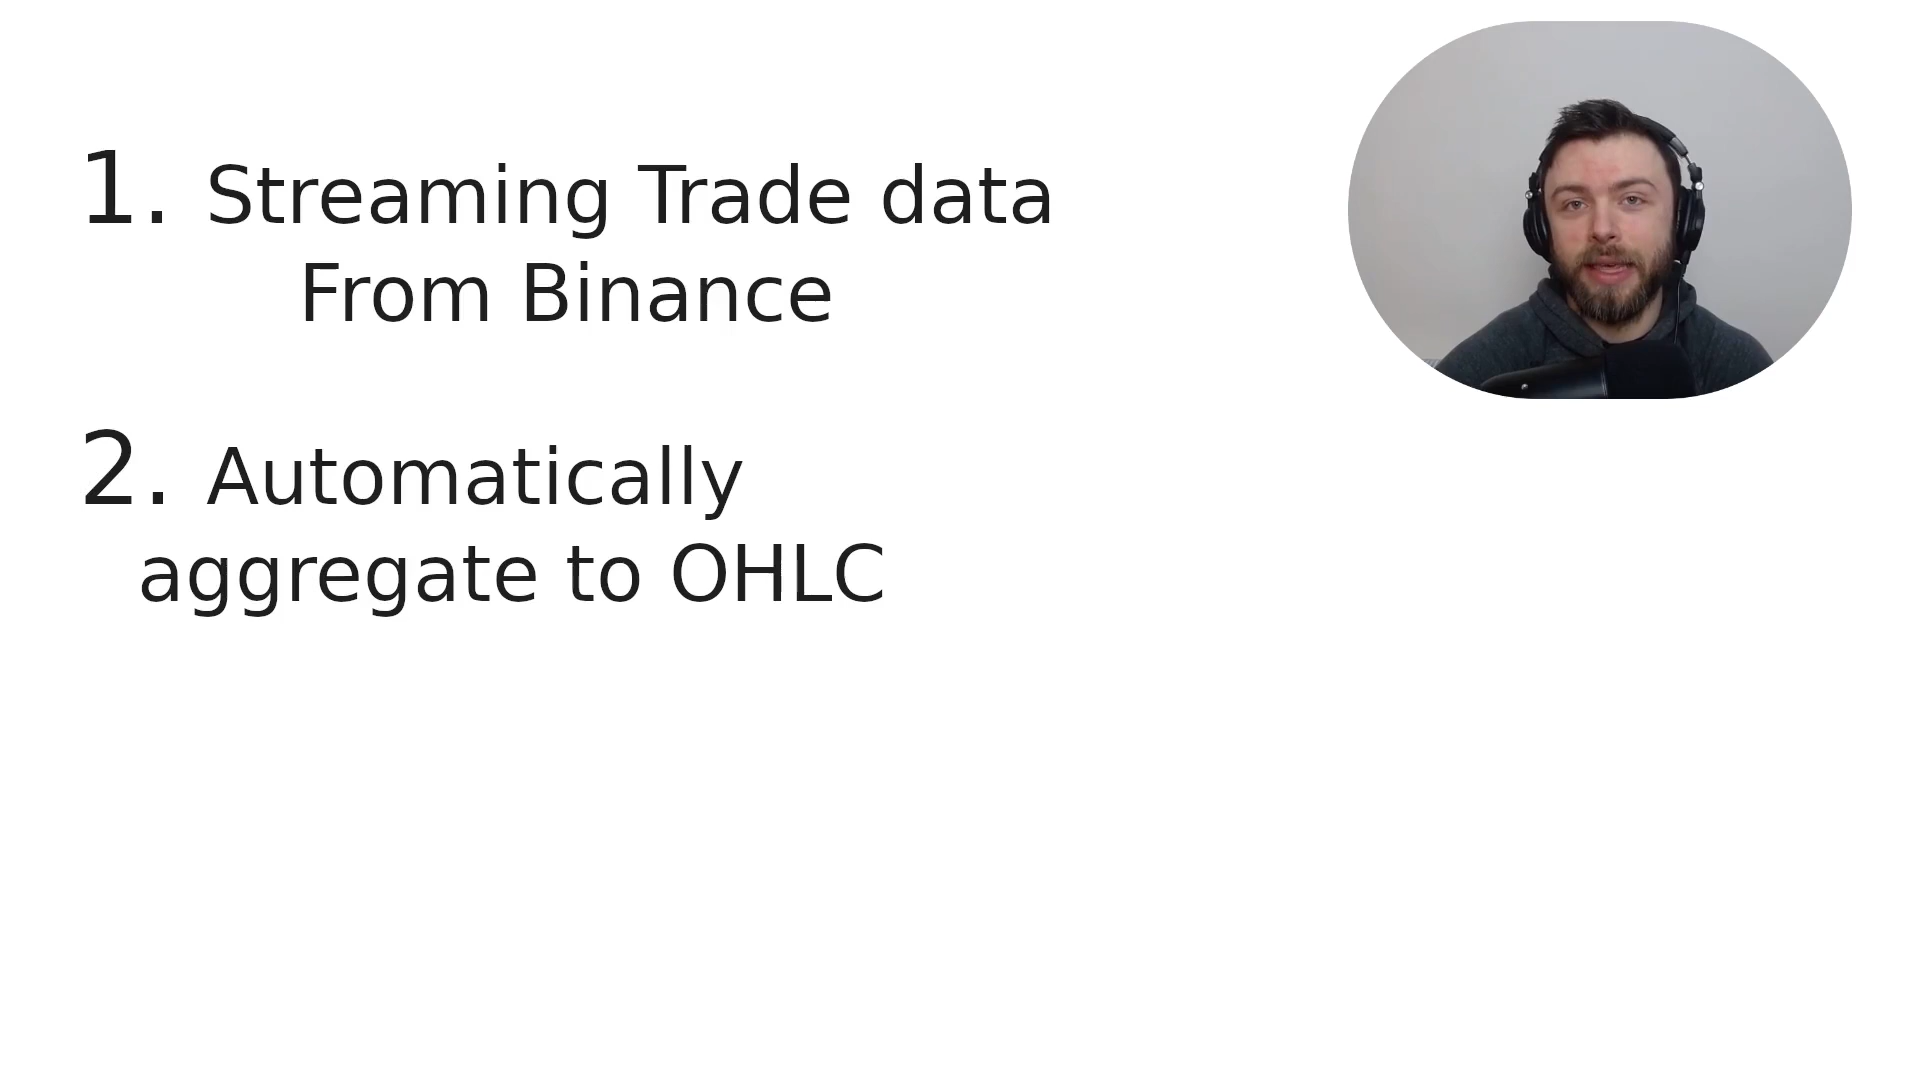 1. Streaming Trade data
From Binance
2. Automatically
aggregate to OHLC